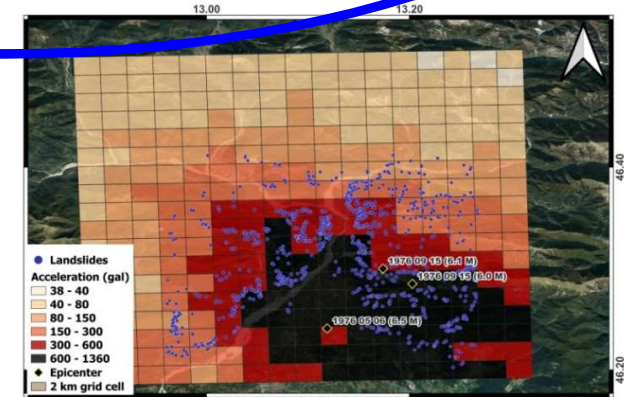 13.00 13.20
46.40
1976 09 15 (6.1 M)
1976 09 15 (6.0 M)
1976 05 06 (6.5 M)
46.20
Landslides
Acceleration (gal)
38 - 40
40 - 80
80 - 150
150 - 300
300 - 600
600 - 1360
Epicenter
2 km grid cell